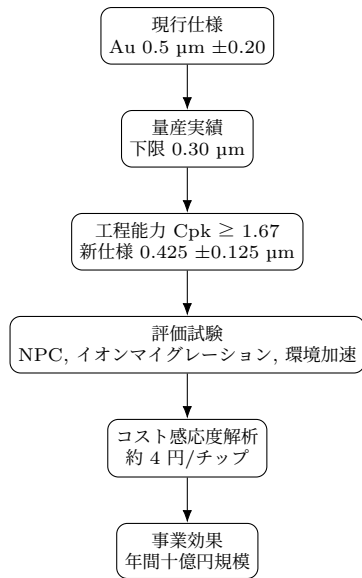 現行仕様
Au 0.5 µm ±0.20
量産実績
下限 0.30 µm
工程能力 Cpk ≥ 1.67
新仕様 0.425 ±0.125 µm
評価試験
NPC, イオンマイグレーション, 環境加速
コスト感応度解析
約 4 円/チップ
事業効果
年間十億円規模